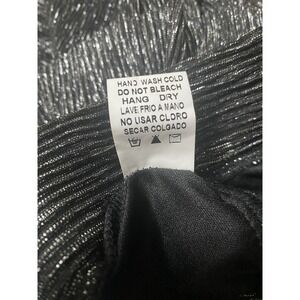 HAND WASH COLD
DO NOT BLEACH
HANG DRY
LAVE FRIO A MANO
NO USAR CLORO
SECAR COLGADO